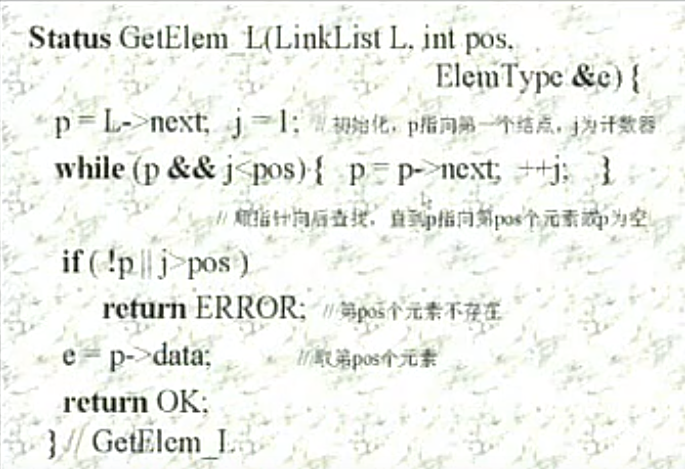 Status GetElem_L(LinkList L, int pos,
ElemType &e) {
p = L->next; j = 1; // 初始化，p指向第一个结点，j为计数器
while (p && j<pos) { p = p->next; ++j; }
// 顺指针向后查找，直到p指向第pos个元素或p为空
if ( !p || j>pos )
return ERROR; // 第pos个元素不存在
e = p->data; // 取第pos个元素
return OK;
} // GetElem_L